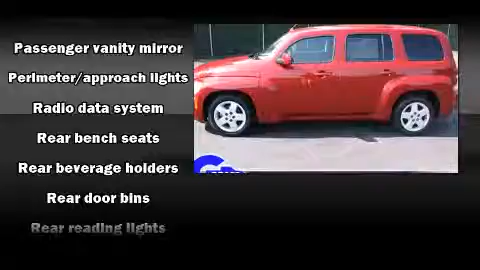 Passenger vanity mirror
Perimeter/approach lights
Radio data system
Rear bench seats
Rear beverage holders
Rear door bins
Rear reading lights